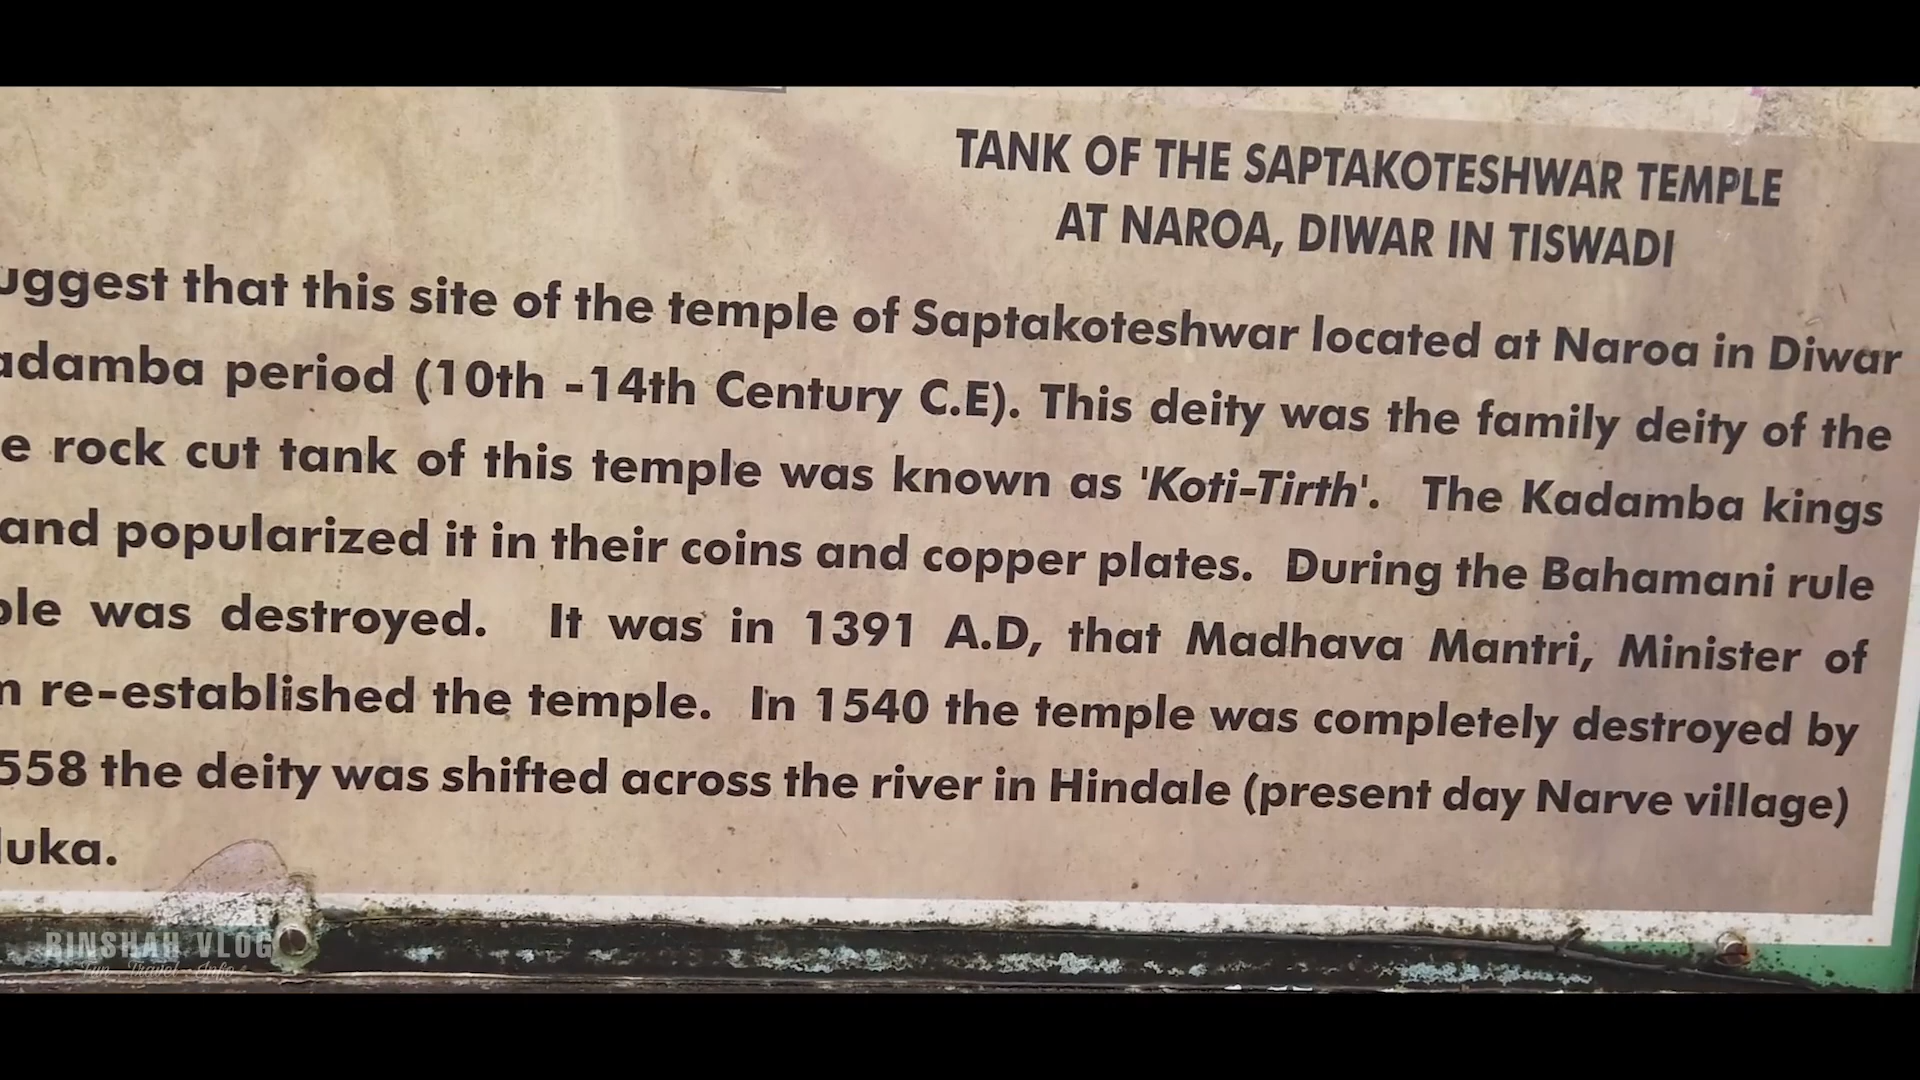 TANK OF THE SAPTAKOTESHWAR TEMPLE
AT NAROA, DIWAR IN TISWADI
uggest that this site of the temple of Saptakoteshwar located at Naroa in Diwar
adamba period (10th -14th Century C.E). This deity was the family deity of the
e rock cut tank of this temple was known as 'Koti-Tirth'. The Kadamba kings
and popularized it in their coins and copper plates. During the Bahamani rule
ple was destroyed. It was in 1391 A.D, that Madhava Mantri, Minister of
n re-established the temple. In 1540 the temple was completely destroyed by
558 the deity was shifted across the river in Hindale (present day Narve village)
luka.
RINSHAH VLOG
Fun . Travel . Info